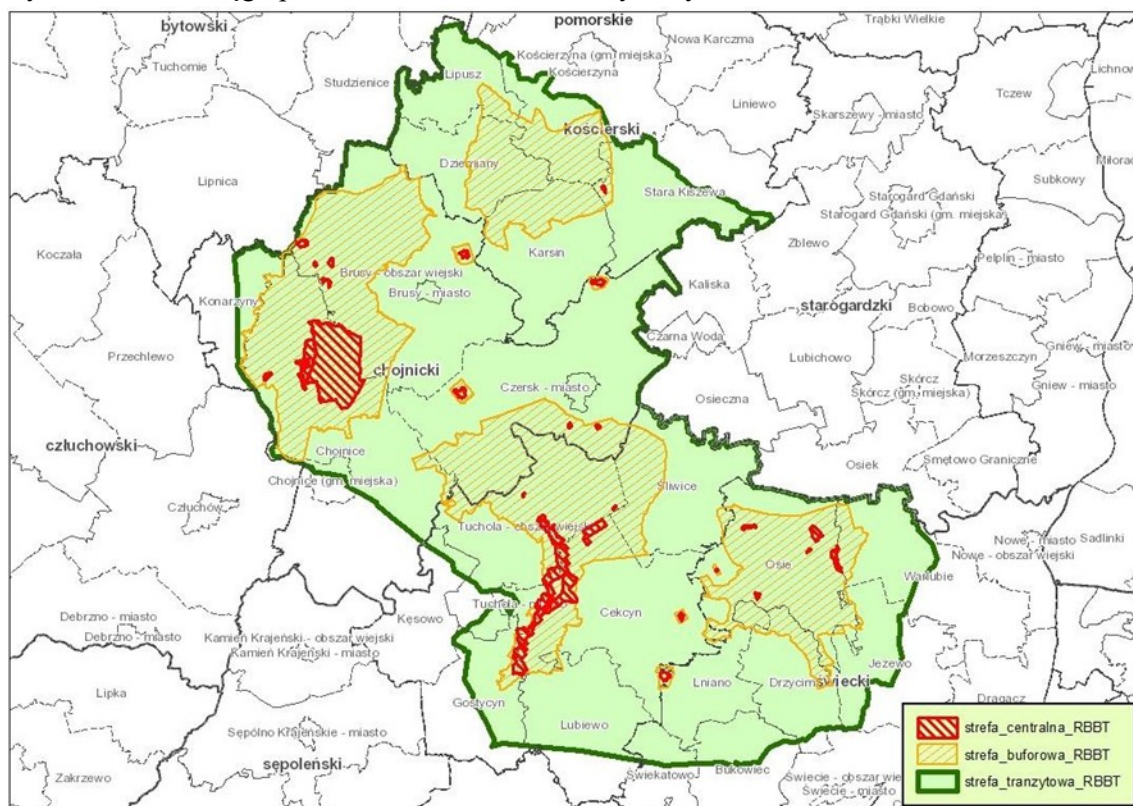 pomorskie
bytowski
Trąbki Wielkie
Tuchomie
Studzienice
Lipusz
Kościerzyna (gm. miejska)
Kościerzyna
Nowa Karczma
Liniewo
Skarszewy - miasto
Tczew
kościerski
Dziemiany
Lipnica
Stara Kiszewa
Starogard Gdański
Starogard Gdański (gm. miejska)
Subkowy
Koczała
Zblewo
Karsin
Brusy - obszar wiejski
Brusy - miasto
Konarzyny
Kaliska
Pelplin - miasto
starogardzki
Bobowo
Czarna Woda
Przechlewo
Lubichowo
Morzeszczyn
Gniew - miasto
Gniew - miasto
chojnicki
Czersk - miasto
Skórcz
Skórcz (gm. miejska)
Osieczna
człuchowski
Chojnice
Chojnice (gm. miejska)
Osiek
Smętowo Graniczne
Śliwice
Człuchów
Tuchola - obszar wiejski
Nowe - miasto
Sadlinki
Nowe - obszar wiejski
Osie
Warlubie
Tuchola - m
Cekcyn
Kęsowo
Debrzno - miasto
Debrzno - miasto
Kamień Krajeński - obszar wiejski
Kamień Krajeński - miasto
Jeżewo
Lipka
Lniano
Drzycim
świecki
Gostycyn
Dragacz
Lubiewo
Sępólno Krajeńskie - miasto
sępoleński
Zakrzewo
Świekatowo
Bukowiec
Świecie - obszar wie
Świecie - miasto
strefa_centralna_RBBT
strefa_buforowa_RBBT
strefa_tranzytowa_RBBT